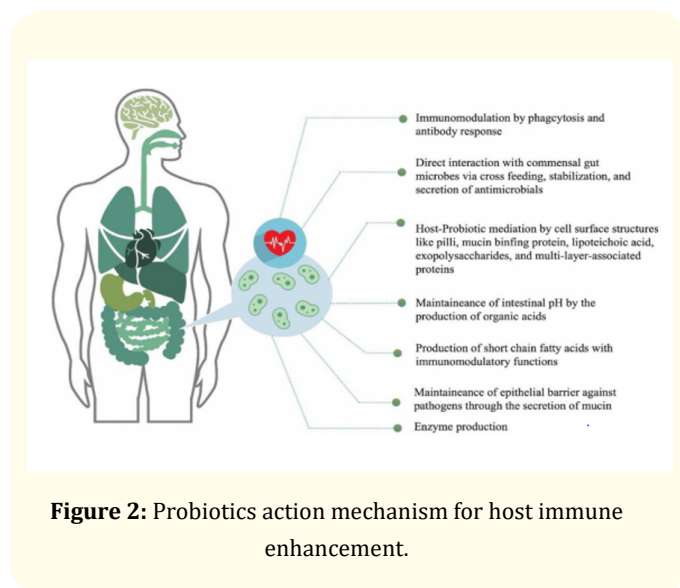 Immunomodulation by phagcytosis and
antibody response
Direct interaction with commensal gut
microbes via cross feeding, stabilization, and
secretion of antimicrobials
Host-Probiotic mediation by cell surface structures
like pilli, mucin binfing protein, lipoteichoic acid,
exopolysaccharides, and multi-layer-associated
proteins
Maintaineance of intestinal pH by the
production of organic acids
Production of short chain fatty acids with
immunomodulatory functions
Maintaineance of epithelial barrier against
pathogens through the secretion of mucin
Enzyme production
Figure 2: Probiotics action mechanism for host immune
enhancement.